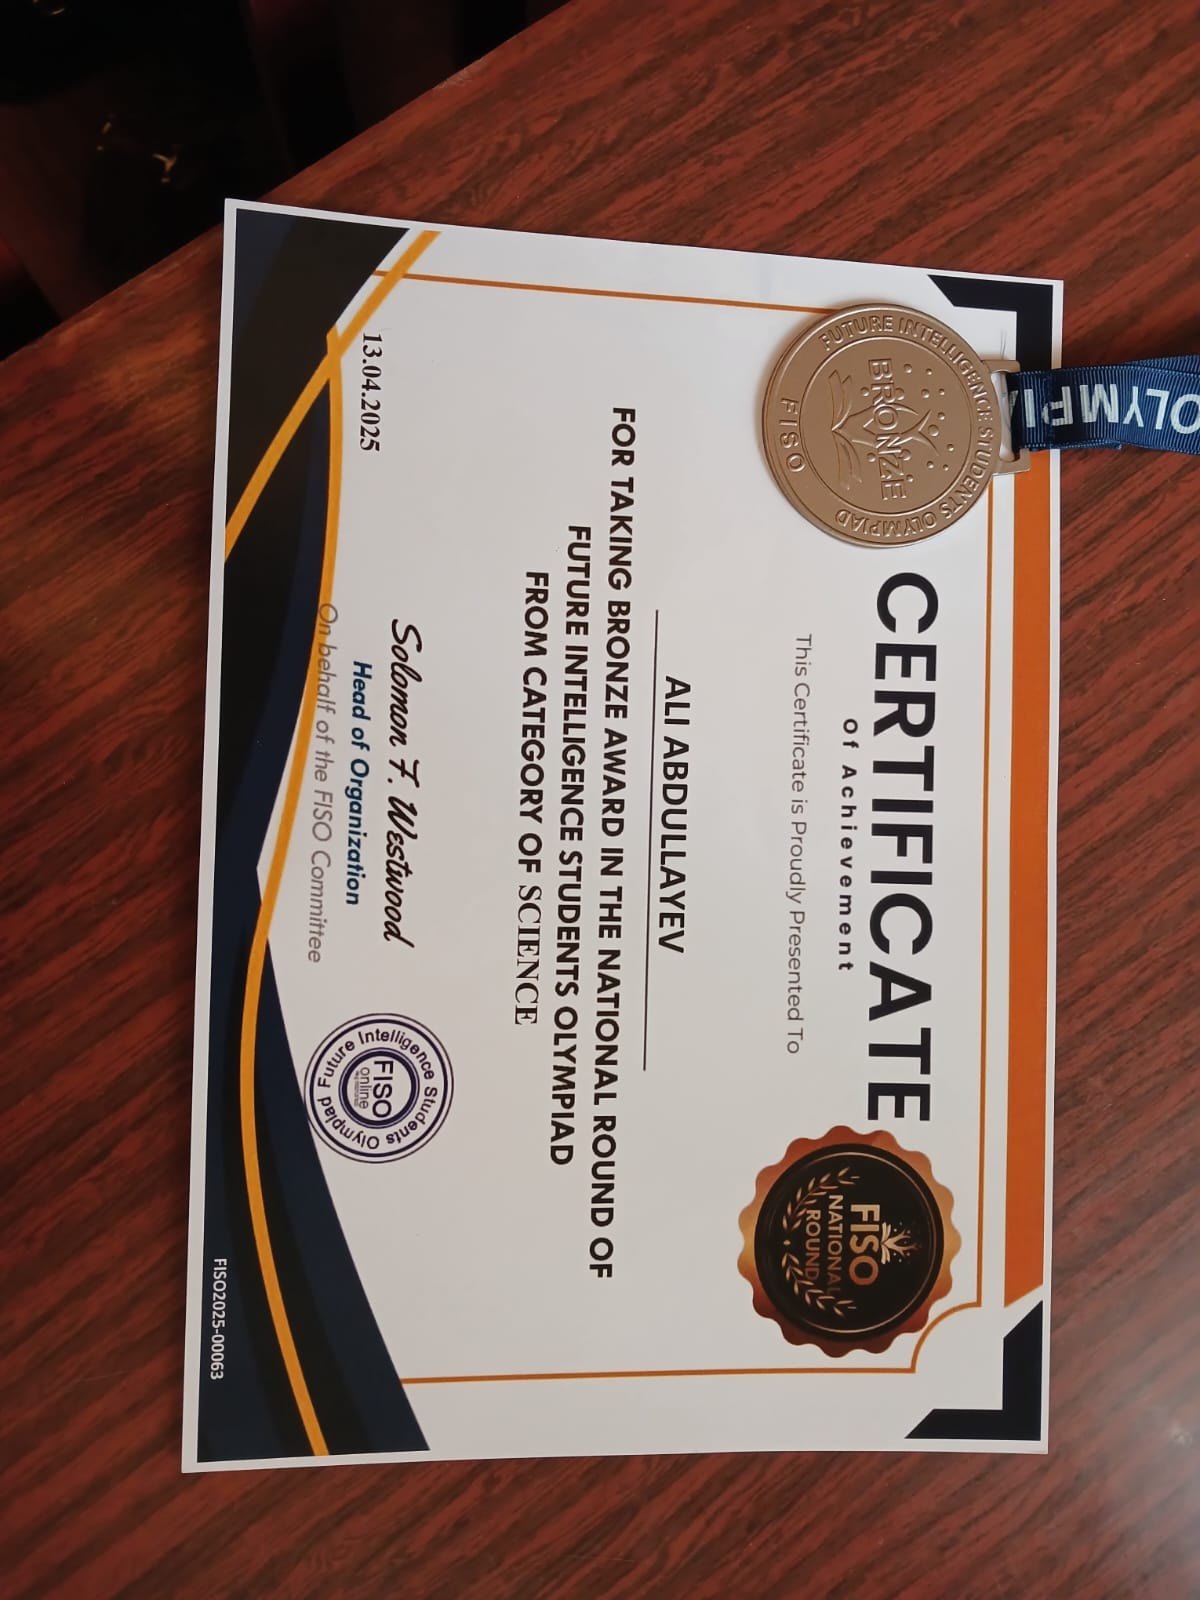 CERTIFICATE
Of Achievement
This Certificate is Proudly Presented To
ALI ABDULLAYEV
FOR TAKING BRONZE AWARD IN THE NATIONAL ROUND OF
FUTURE INTELLIGENCE STUDENTS OLYMPIAD
FROM CATEGORY OF SCIENCE
13.04.2025
Solomon F. Westwood
Head of Organization
On behalf of the FISO Committee
Future Intelligence Students Olympiad
FISO
online
FISO2025-00063
FISO
NATIONAL
ROUND
FUTURE INTELLIGENCE STUDENTS OLYMPIAD
BRONZE
FISO
OLYMPIA